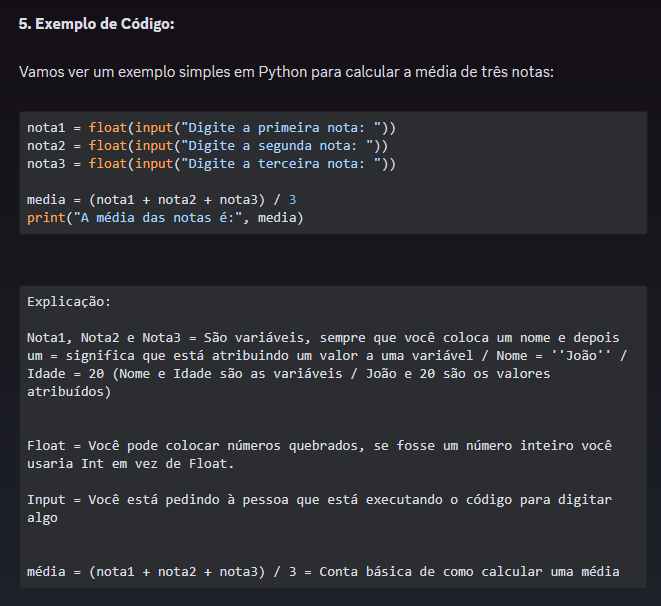 5. Exemplo de Código:
Vamos ver um exemplo simples em Python para calcular a média de três notas:
nota1 = float(input("Digite a primeira nota: "))
nota2 = float(input("Digite a segunda nota: "))
nota3 = float(input("Digite a terceira nota: "))
media = (nota1 + nota2 + nota3) / 3
print("A média das notas é:", media)
Explicação:
Nota1, Nota2 e Nota3 = São variáveis, sempre que você coloca um nome e depois
um = significa que está atribuindo um valor a uma variável / Nome = ''João'' /
Idade = 20 (Nome e Idade são as variáveis / João e 20 são os valores
atribuídos)
Float = Você pode colocar números quebrados, se fosse um número inteiro você
usaria Int em vez de Float.
Input = Você está pedindo à pessoa que está executando o código para digitar
algo
média = (nota1 + nota2 + nota3) / 3 = Conta básica de como calcular uma média